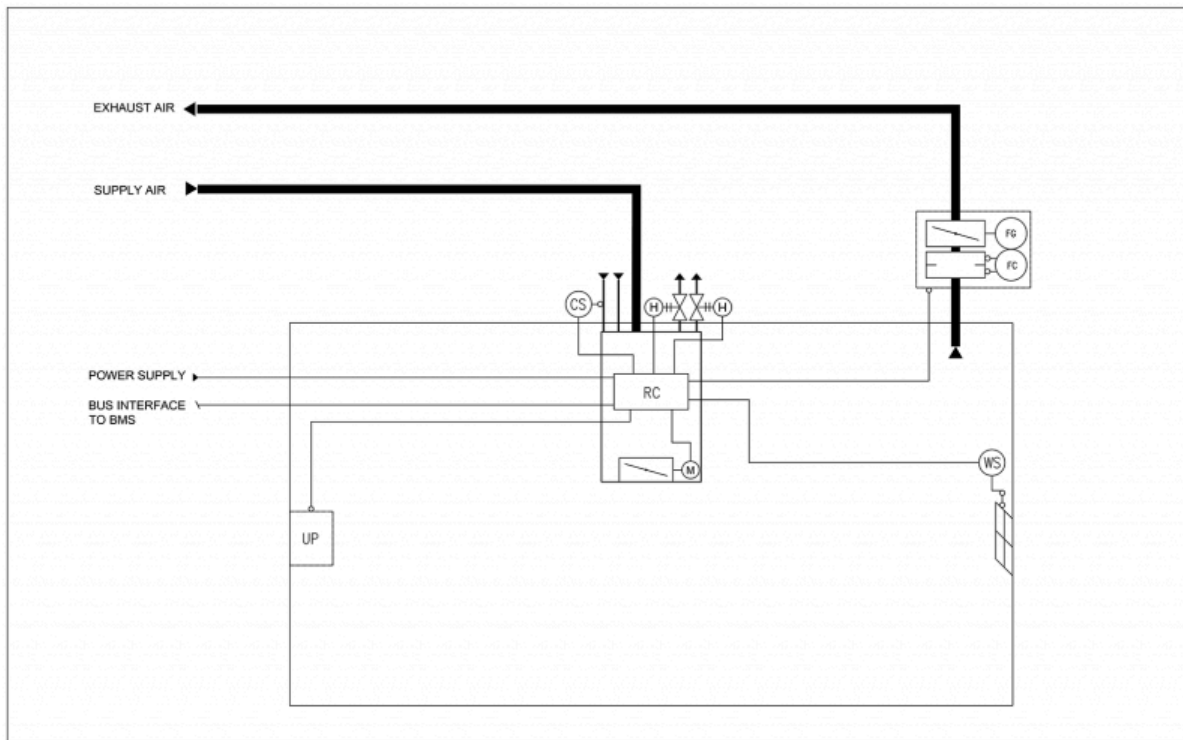 EXHAUST AIR
SUPPLY AIR
FG
FC
CS
H
H
POWER SUPPLY
RC
BUS INTERFACE
TO BMS
WS
M
UP